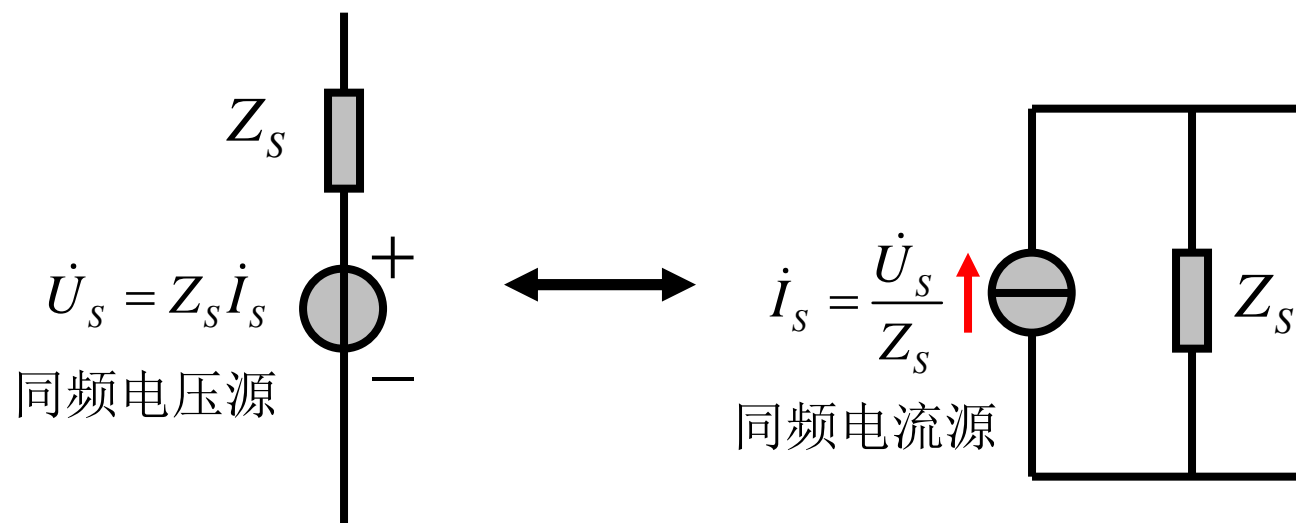 Z_S
+
U̇_S = Z_S İ_S
−
同频电压源
İ_S = U̇_S / Z_S
Z_S
同频电流源